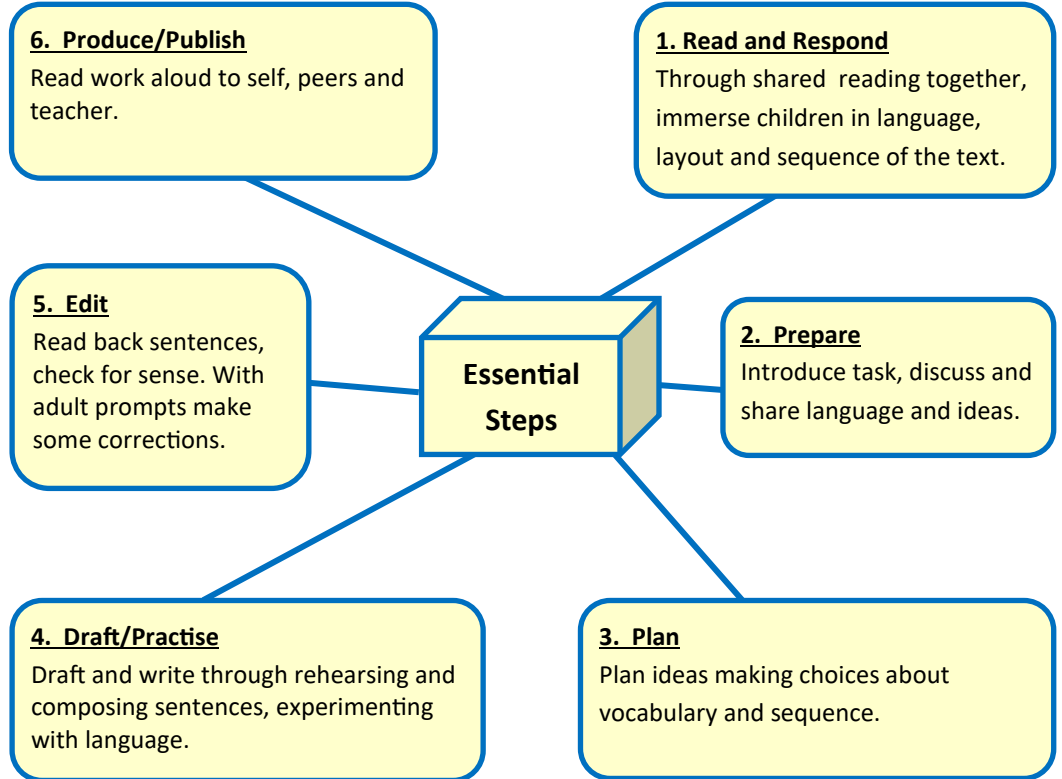 6. Produce/Publish
Read work aloud to self, peers and
teacher.
1. Read and Respond
Through shared reading together,
immerse children in language,
layout and sequence of the text.
5. Edit
Read back sentences,
check for sense. With
adult prompts make
some corrections.
Essential
Steps
2. Prepare
Introduce task, discuss and
share language and ideas.
4. Draft/Practise
Draft and write through rehearsing and
composing sentences, experimenting
with language.
3. Plan
Plan ideas making choices about
vocabulary and sequence.